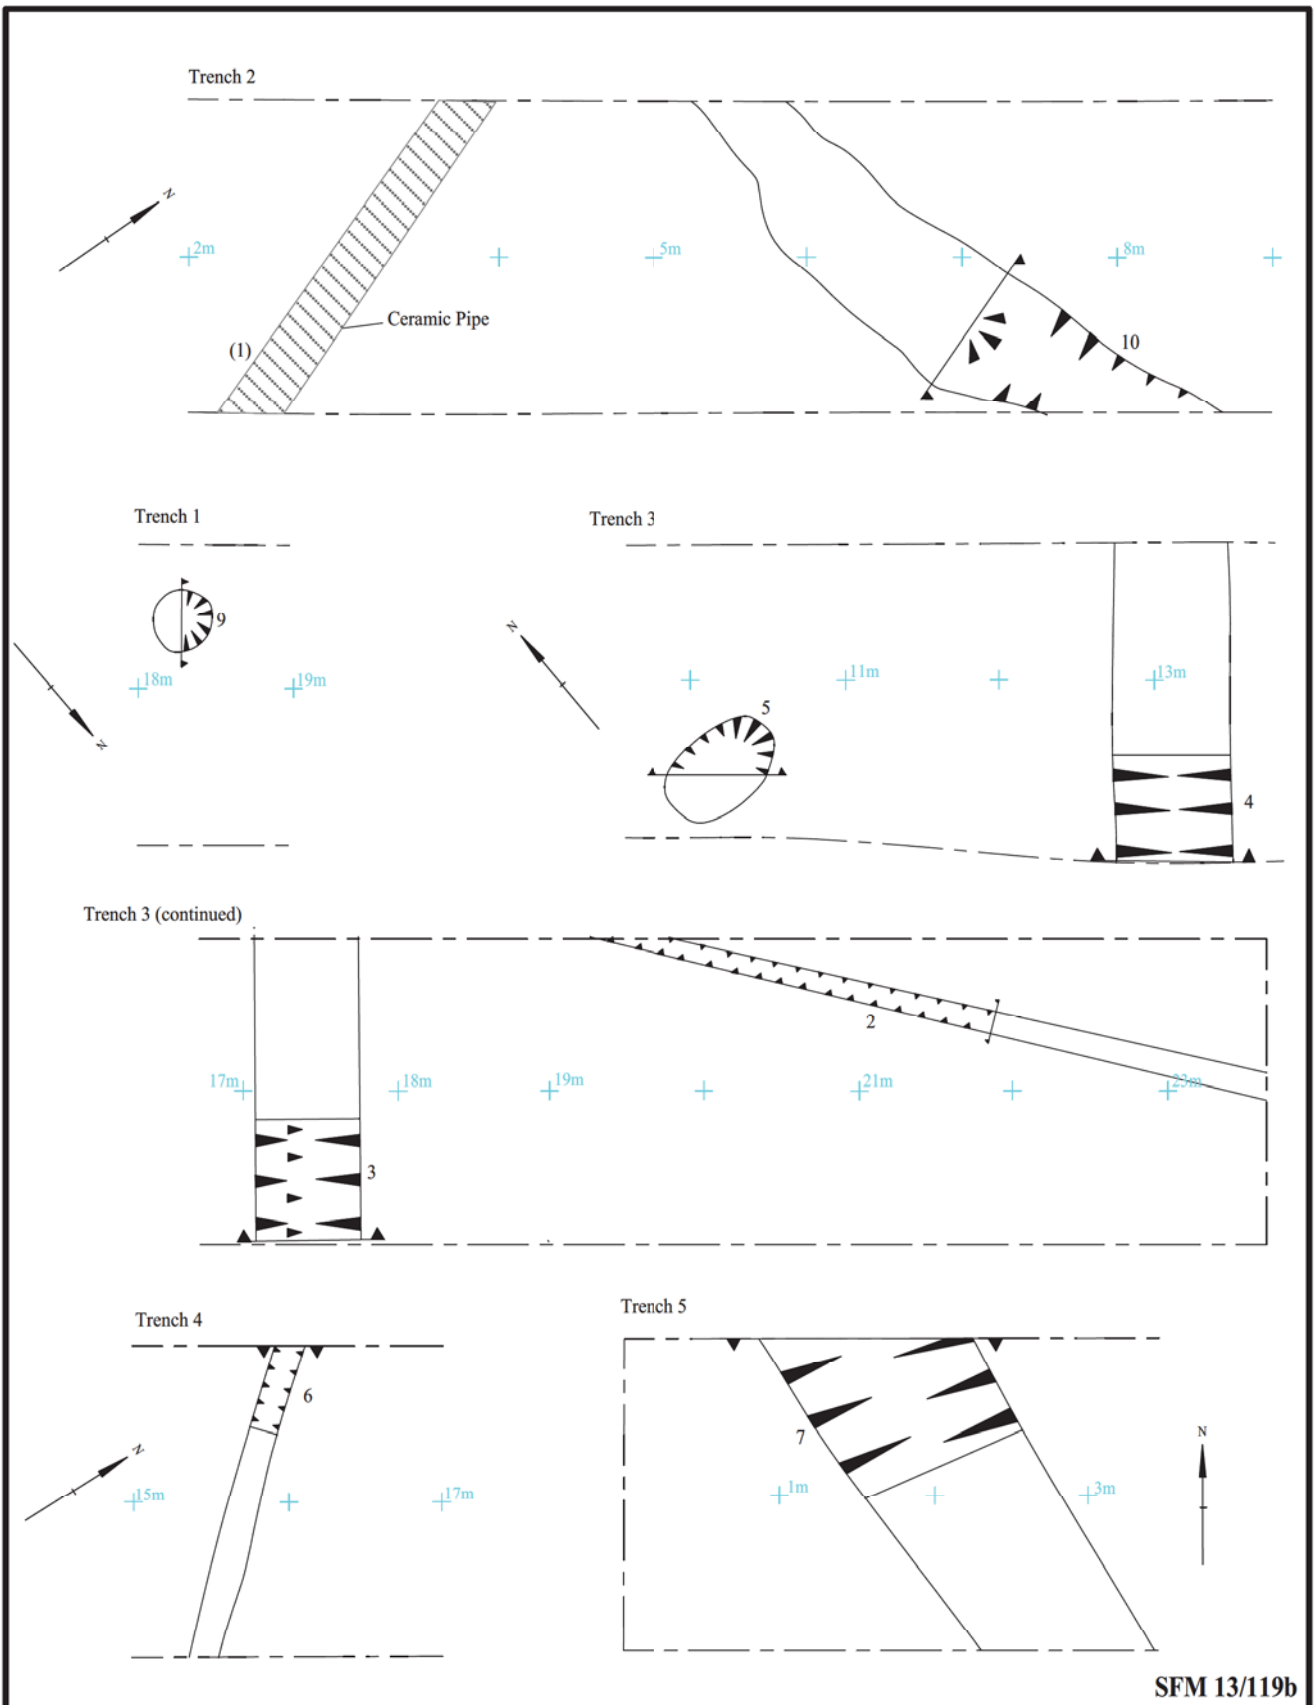 Trench 2
N
2m
5m
8m
Ceramic Pipe
(1)
10
Trench 1
9
18m
19m
N
Trench 3
N
11m
13m
5
4
Trench 3 (continued)
2
17m
18m
19m
21m
23m
3
Trench 4
6
N
15m
17m
Trench 5
7
1m
3m
N
SFM 13/119b